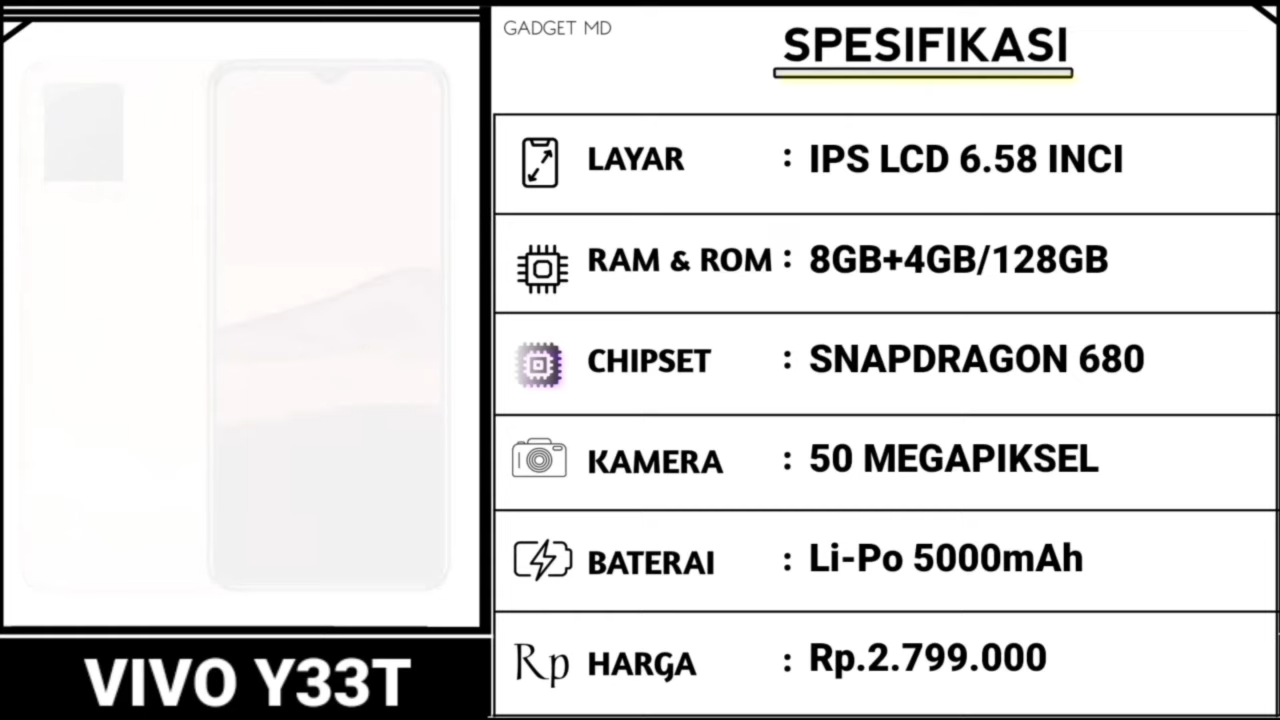 GADGET MD
SPESIFIKASI
LAYAR : IPS LCD 6.58 INCI
RAM & ROM : 8GB+4GB/128GB
CHIPSET : SNAPDRAGON 680
KAMERA : 50 MEGAPIKSEL
BATERAI : Li-Po 5000mAh
Rp HARGA : Rp.2.799.000
VIVO Y33T